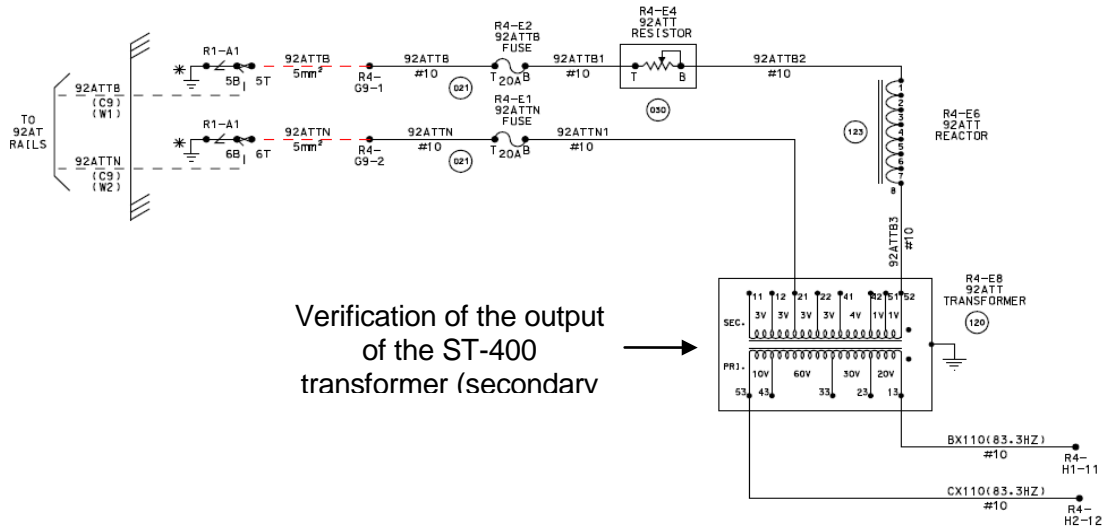 R4-E4
92ATT
RESISTOR
R4-E2
92ATTB
FUSE
R1-A1
92ATTB
92ATTB
92ATTB1
92ATTB2
*
5B
5T
5mm²
R4-
G9-1
#10
021
T
B
20A
#10
T
B
#10
030
92ATTB
(C9)
(W1)
TO
92AT
RAILS
R4-E1
92ATTN
FUSE
R1-A1
92ATTN
92ATTN
92ATTN1
*
6B
6T
5mm²
R4-
G9-2
#10
021
T
B
20A
#10
92ATTN
(C9)
(W2)
123
1
2
3
4
5
6
7
8
R4-E6
92ATT
REACTOR
92ATTB3
#10
R4-E8
92ATT
TRANSFORMER
120
11
12
21
22
41
42
51
52
3V
3V
3V
3V
4V
1V
1V
SEC.
PRI.
10V
60V
30V
20V
53
43
33
23
13
Verification of the output
of the ST-400
transformer (secondary
BX110(83.3HZ)
#10
R4-
H1-11
CX110(83.3HZ)
#10
R4-
H2-12